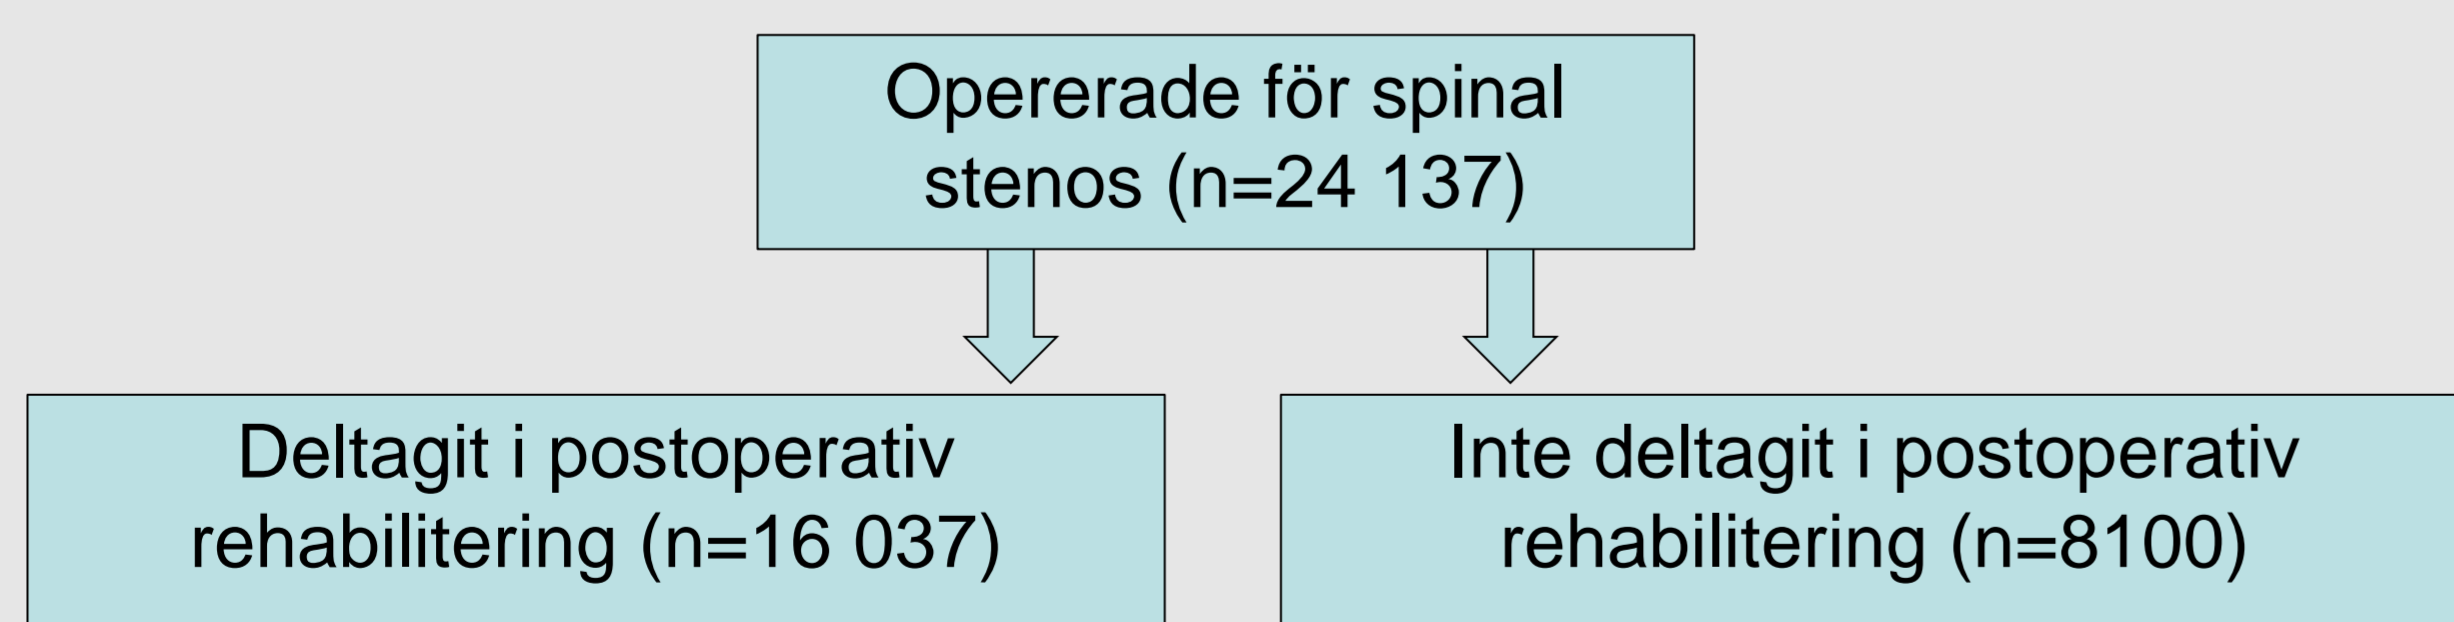 Opererade för spinal
stenos (n=24 137)
Deltagit i postoperativ
rehabilitering (n=16 037)
Inte deltagit i postoperativ
rehabilitering (n=8100)